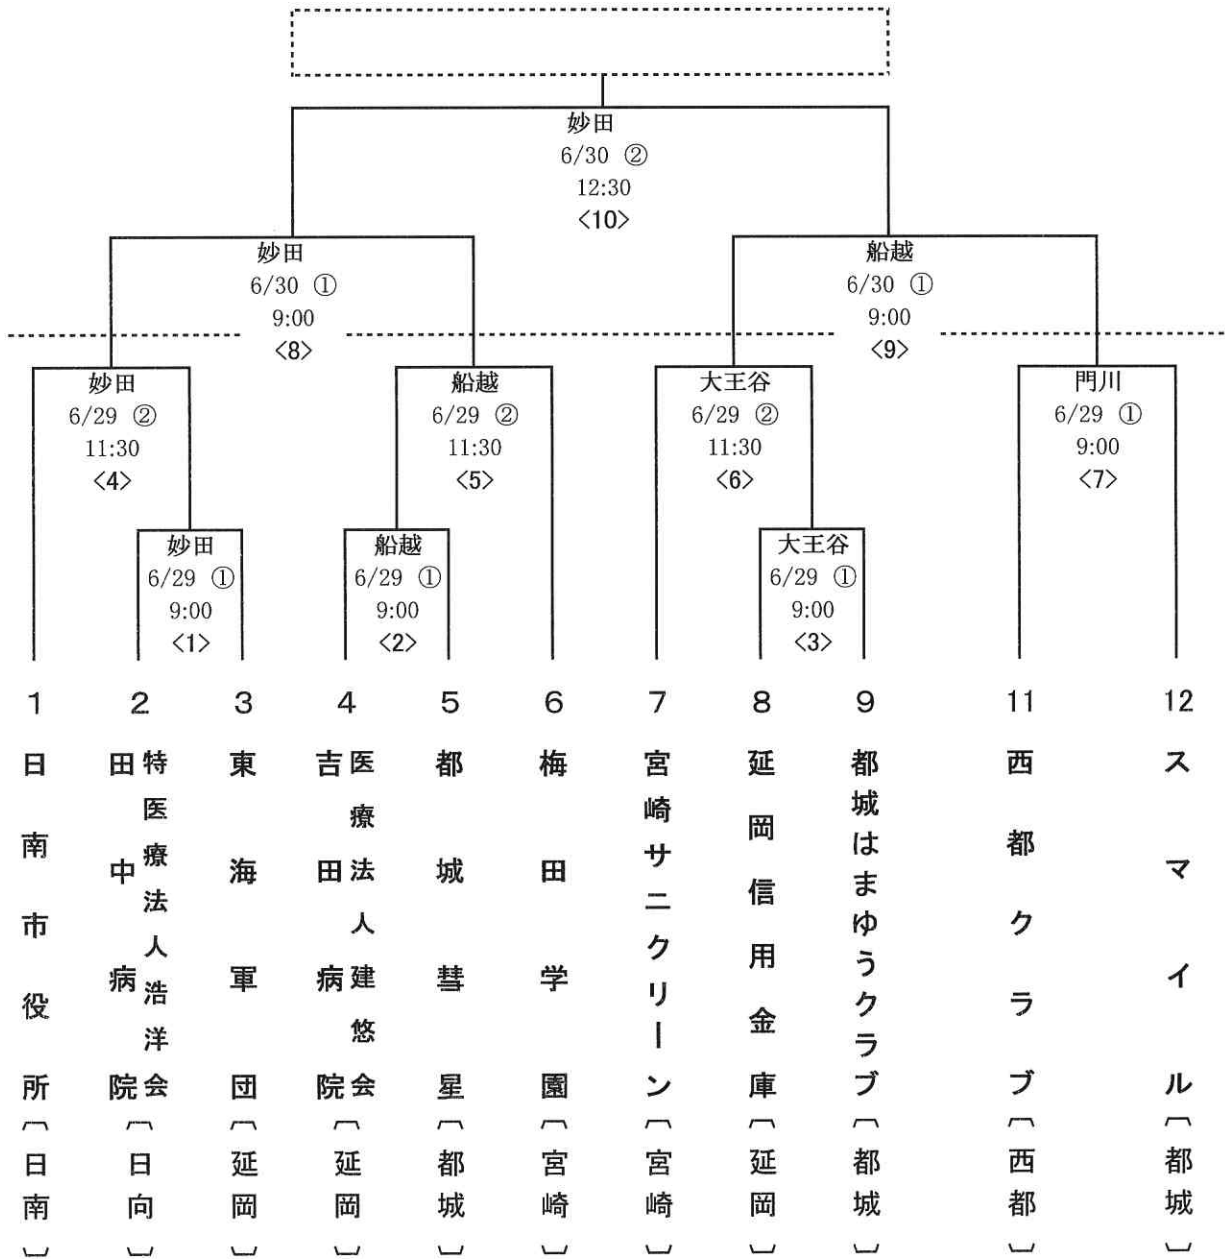 妙田
6/30 ②
12:30
<10>
妙田
6/30 ①
9:00
<8>
船越
6/30 ①
9:00
<9>
妙田
6/29 ②
11:30
<4>
船越
6/29 ②
11:30
<5>
大王谷
6/29 ②
11:30
<6>
門川
6/29 ①
9:00
<7>
妙田
6/29 ①
9:00
<1>
船越
6/29 ①
9:00
<2>
大王谷
6/29 ①
9:00
<3>
1
日南市役所
〔日南〕
2
特医療法人浩洋会
田中病院
〔日向〕
3
東海軍団
〔延岡〕
4
医療法人建悠会
吉田病院
〔延岡〕
5
都城彗星
〔都城〕
6
梅田学園
〔宮崎〕
7
宮崎サニクリーン
〔宮崎〕
8
延岡信用金庫
〔延岡〕
9
都城はまゆうクラブ
〔都城〕
11
西都クラブ
〔西都〕
12
スマイル
〔都城〕